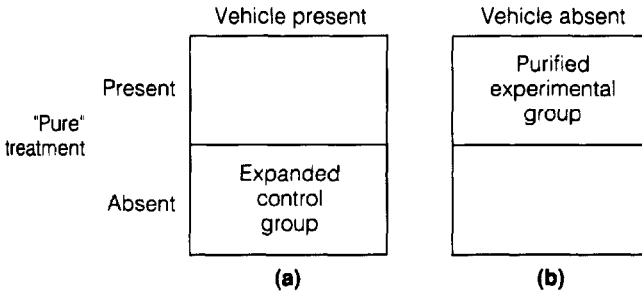 Vehicle present
Vehicle absent
Present
"Pure"
treatment
Absent
Expanded
control
group
Purified
experimental
group
(a)
(b)